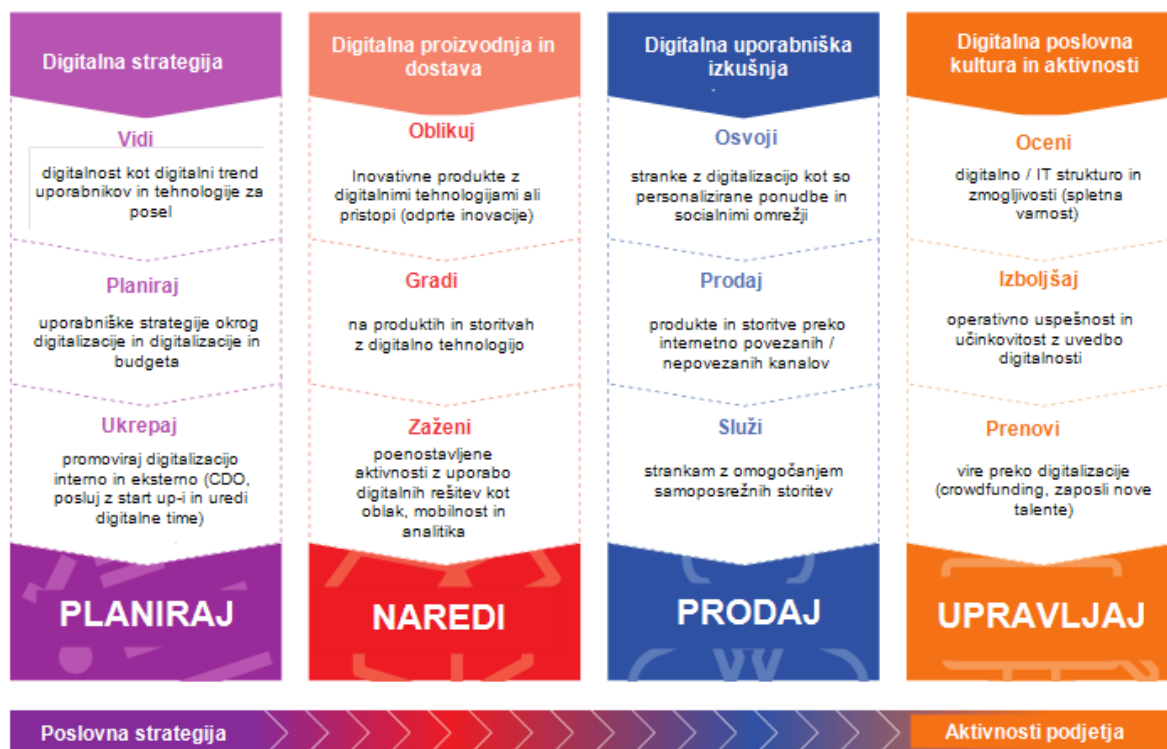 Digitalna strategija
Vidi
digitalnost kot digitalni trend
uporabnikov in tehnologije za
posel
Planiraj
uporabniške strategije okrog
digitalizacije in digitalizacije in
budgeta
Ukrepaj
promoviraj digitalizacijo
interno in eksterno (CDO,
posluj z start up-i in uredi
digitalne time)
PLANIRAJ
Digitalna proizvodnja in
dostava
Oblikuj
Inovativne produkte z
digitalnimi tehnologijami ali
pristopi (odprte inovacije)
Gradi
na produktih in storitvah
z digitalno tehnologijo
Zaženi
poenostavljene
aktivnosti z uporabo
digitalnih rešitev kot
oblak, mobilnost in
analitika
NAREDI
Digitalna uporabniška
izkušnja
Osvoji
stranke z digitalizacijo kot so
personalizirane ponudbe in
socialnimi omrežji
Prodaj
produkte in storitve preko
internetno povezanih /
nepovezanih kanalov
Služi
strankam z omogočanjem
samoposrežnih storitev
PRODAJ
Digitalna poslovna
kultura in aktivnosti
Oceni
digitalno / IT strukturo in
zmogljivosti (spletna
varnost)
Izboljšaj
operativno uspešnost in
učinkovitost z uvedbo
digitalnosti
Prenovi
vire preko digitalizacije
(crowdfunding, zaposli nove
talente)
UPRAVLJAJ
Poslovna strategija
Aktivnosti podjetja